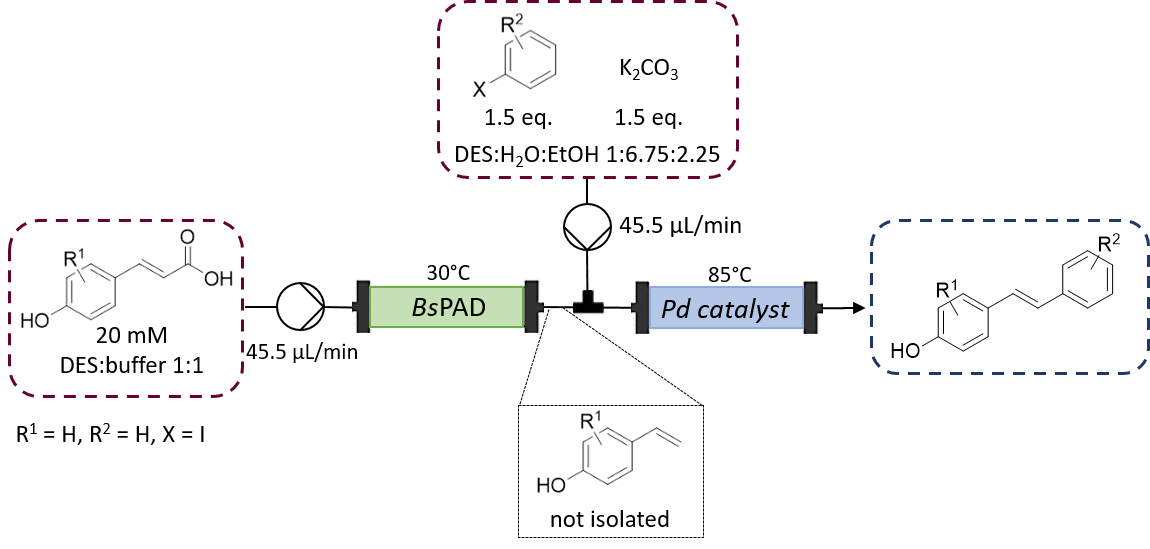 R²
X
K₂CO₃
1.5 eq.
1.5 eq.
DES:H₂O:EtOH 1:6.75:2.25
45.5 µL/min
R¹
O
OH
HO
20 mM
DES:buffer 1:1
45.5 µL/min
30°C
BsPAD
85°C
Pd catalyst
R²
R¹
HO
R¹ = H, R² = H, X = I
R¹
HO
not isolated